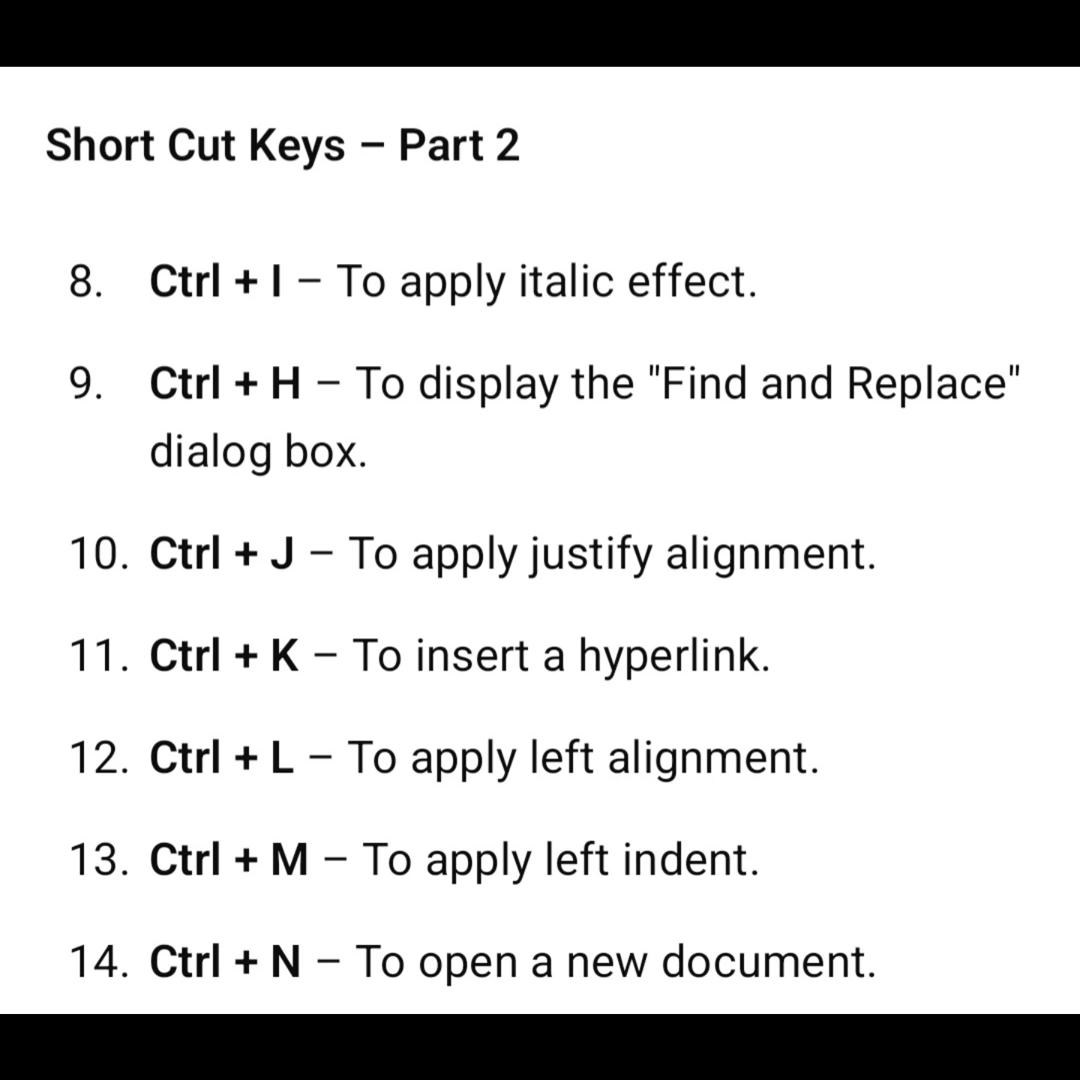 Short Cut Keys – Part 2
8. Ctrl + I – To apply italic effect.
9. Ctrl + H – To display the "Find and Replace"
dialog box.
10. Ctrl + J – To apply justify alignment.
11. Ctrl + K – To insert a hyperlink.
12. Ctrl + L – To apply left alignment.
13. Ctrl + M – To apply left indent.
14. Ctrl + N – To open a new document.